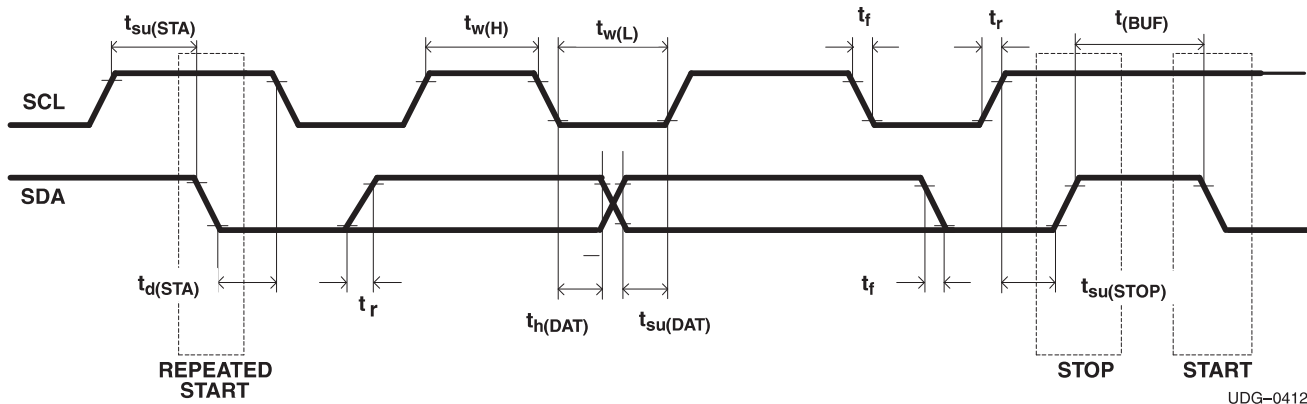 tsu(STA)
tw(H)
tw(L)
tf
tr
t(BUF)
SCL
SDA
td(STA)
tr
th(DAT)
tsu(DAT)
tf
tsu(STOP)
REPEATED
START
STOP
START
UDG–0412